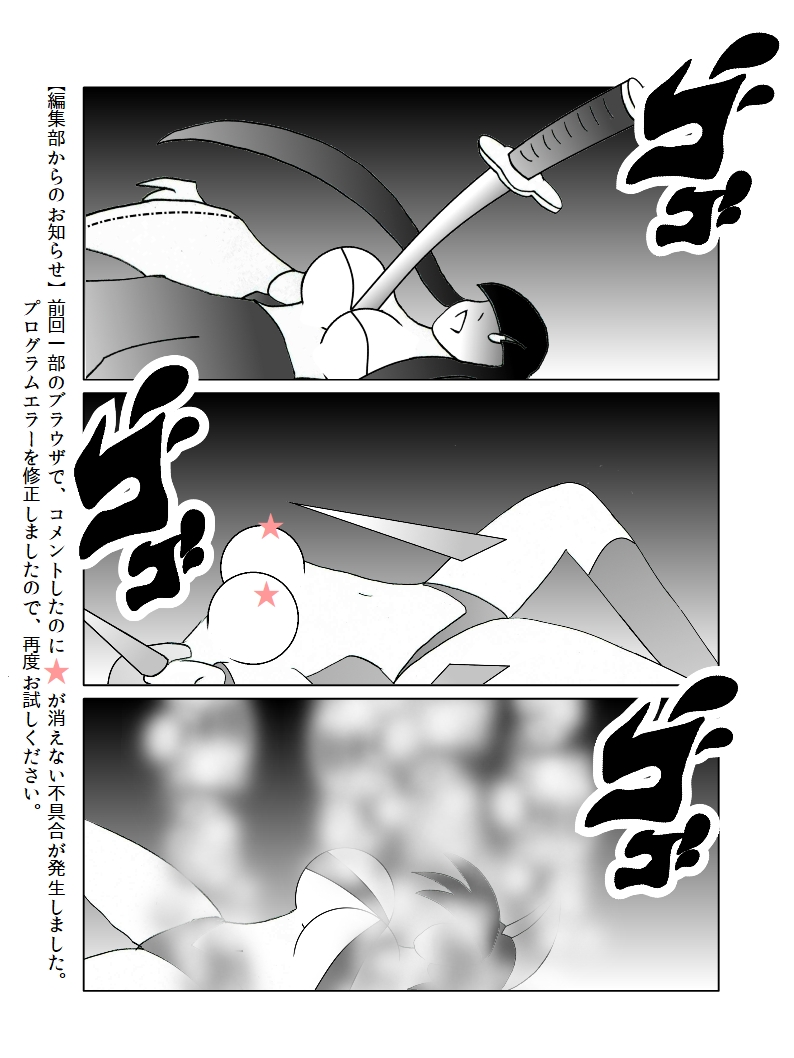 ゴゴ
ゴゴ
ゴゴ
【編集部からのお知らせ】前回一部のブラウザで、コメントしたのに★が消えない不具合が発生しました。
プログラムエラーを修正しましたので、再度お試しください。